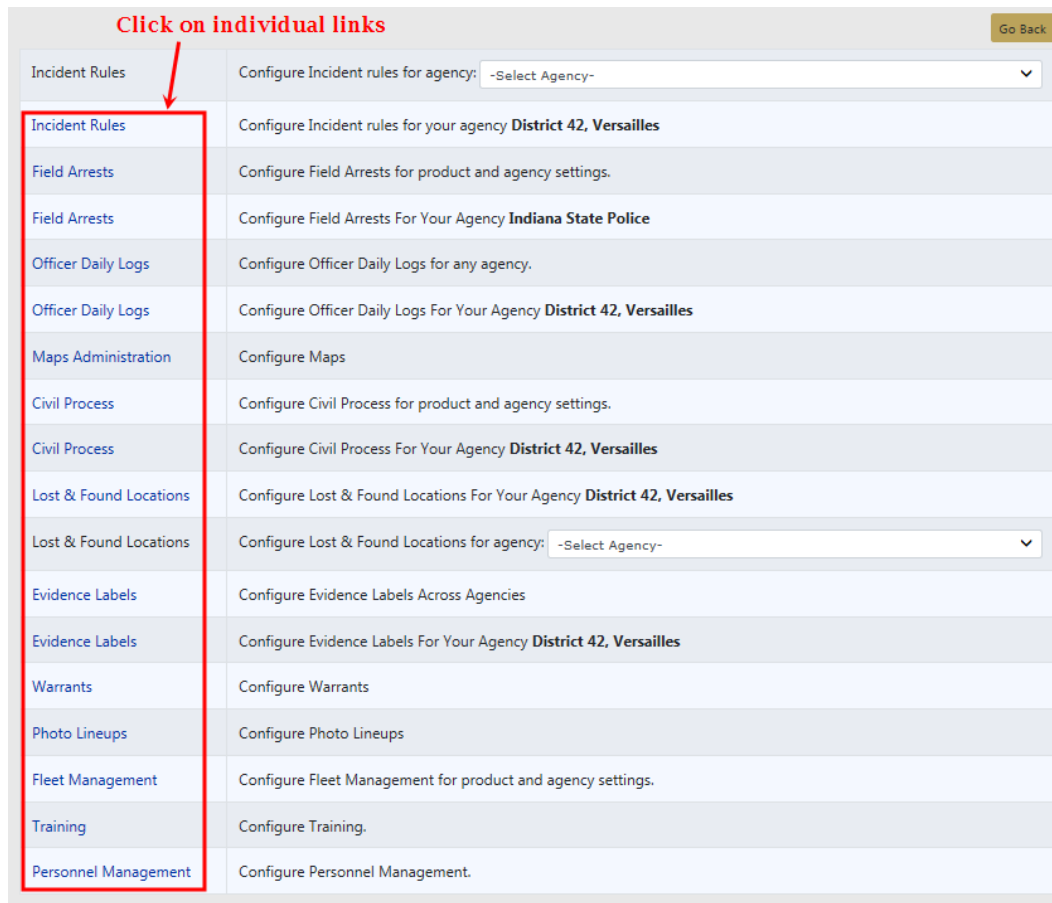 Click on individual links
Go Back
Incident Rules Configure Incident rules for agency: -Select Agency-
Incident Rules Configure Incident rules for your agency District 42, Versailles
Field Arrests Configure Field Arrests for product and agency settings.
Field Arrests Configure Field Arrests For Your Agency Indiana State Police
Officer Daily Logs Configure Officer Daily Logs for any agency.
Officer Daily Logs Configure Officer Daily Logs For Your Agency District 42, Versailles
Maps Administration Configure Maps
Civil Process Configure Civil Process for product and agency settings.
Civil Process Configure Civil Process For Your Agency District 42, Versailles
Lost & Found Locations Configure Lost & Found Locations For Your Agency District 42, Versailles
Lost & Found Locations Configure Lost & Found Locations for agency: -Select Agency-
Evidence Labels Configure Evidence Labels Across Agencies
Evidence Labels Configure Evidence Labels For Your Agency District 42, Versailles
Warrants Configure Warrants
Photo Lineups Configure Photo Lineups
Fleet Management Configure Fleet Management for product and agency settings.
Training Configure Training.
Personnel Management Configure Personnel Management.